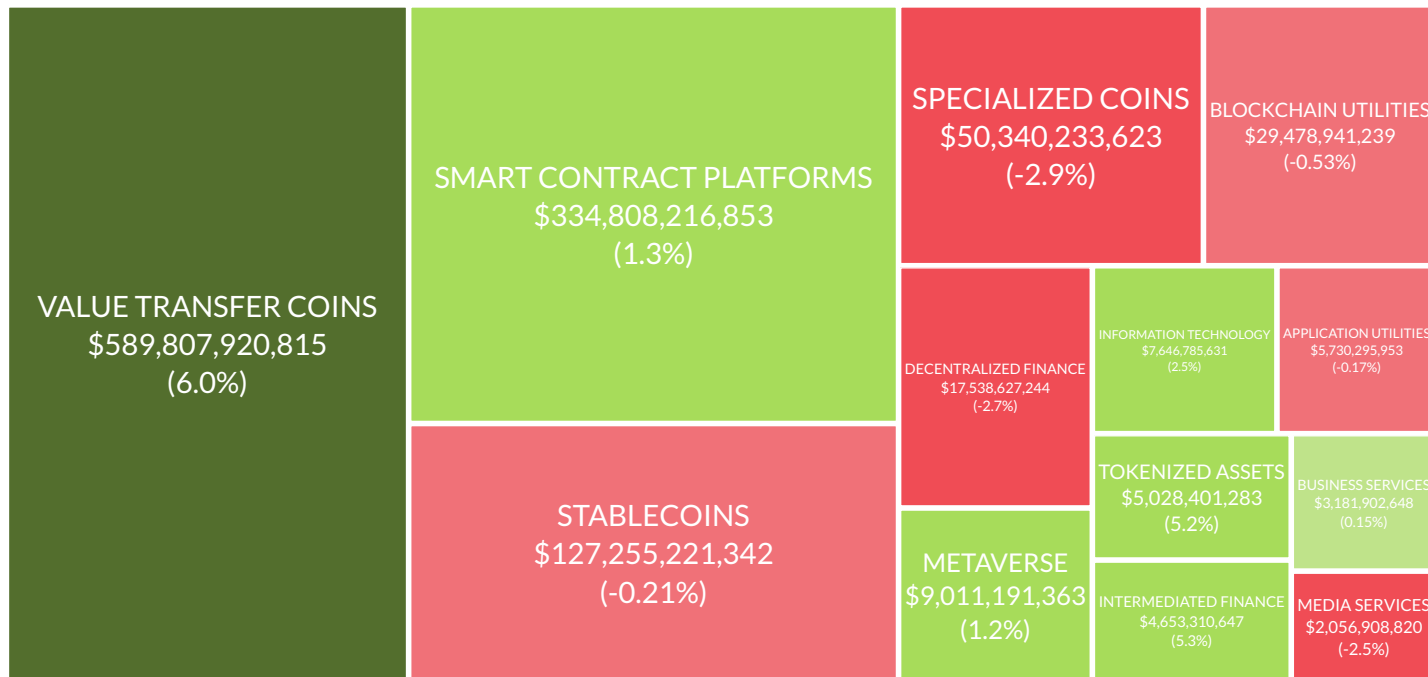 VALUE TRANSFER COINS
$589,807,920,815
(6.0%)
SMART CONTRACT PLATFORMS
$334,808,216,853
(1.3%)
STABLECOINS
$127,255,221,342
(-0.21%)
SPECIALIZED COINS
$50,340,233,623
(-2.9%)
BLOCKCHAIN UTILITIES
$29,478,941,239
(-0.53%)
DECENTRALIZED FINANCE
$17,538,627,244
(-2.7%)
METAVERSE
$9,011,191,363
(1.2%)
INFORMATION TECHNOLOGY
$7,646,785,631
(2.5%)
APPLICATION UTILITIES
$5,730,295,953
(-0.17%)
TOKENIZED ASSETS
$5,028,401,283
(5.2%)
INTERMEDIATED FINANCE
$4,653,310,647
(5.3%)
BUSINESS SERVICES
$3,181,902,648
(0.15%)
MEDIA SERVICES
$2,056,908,820
(-2.5%)